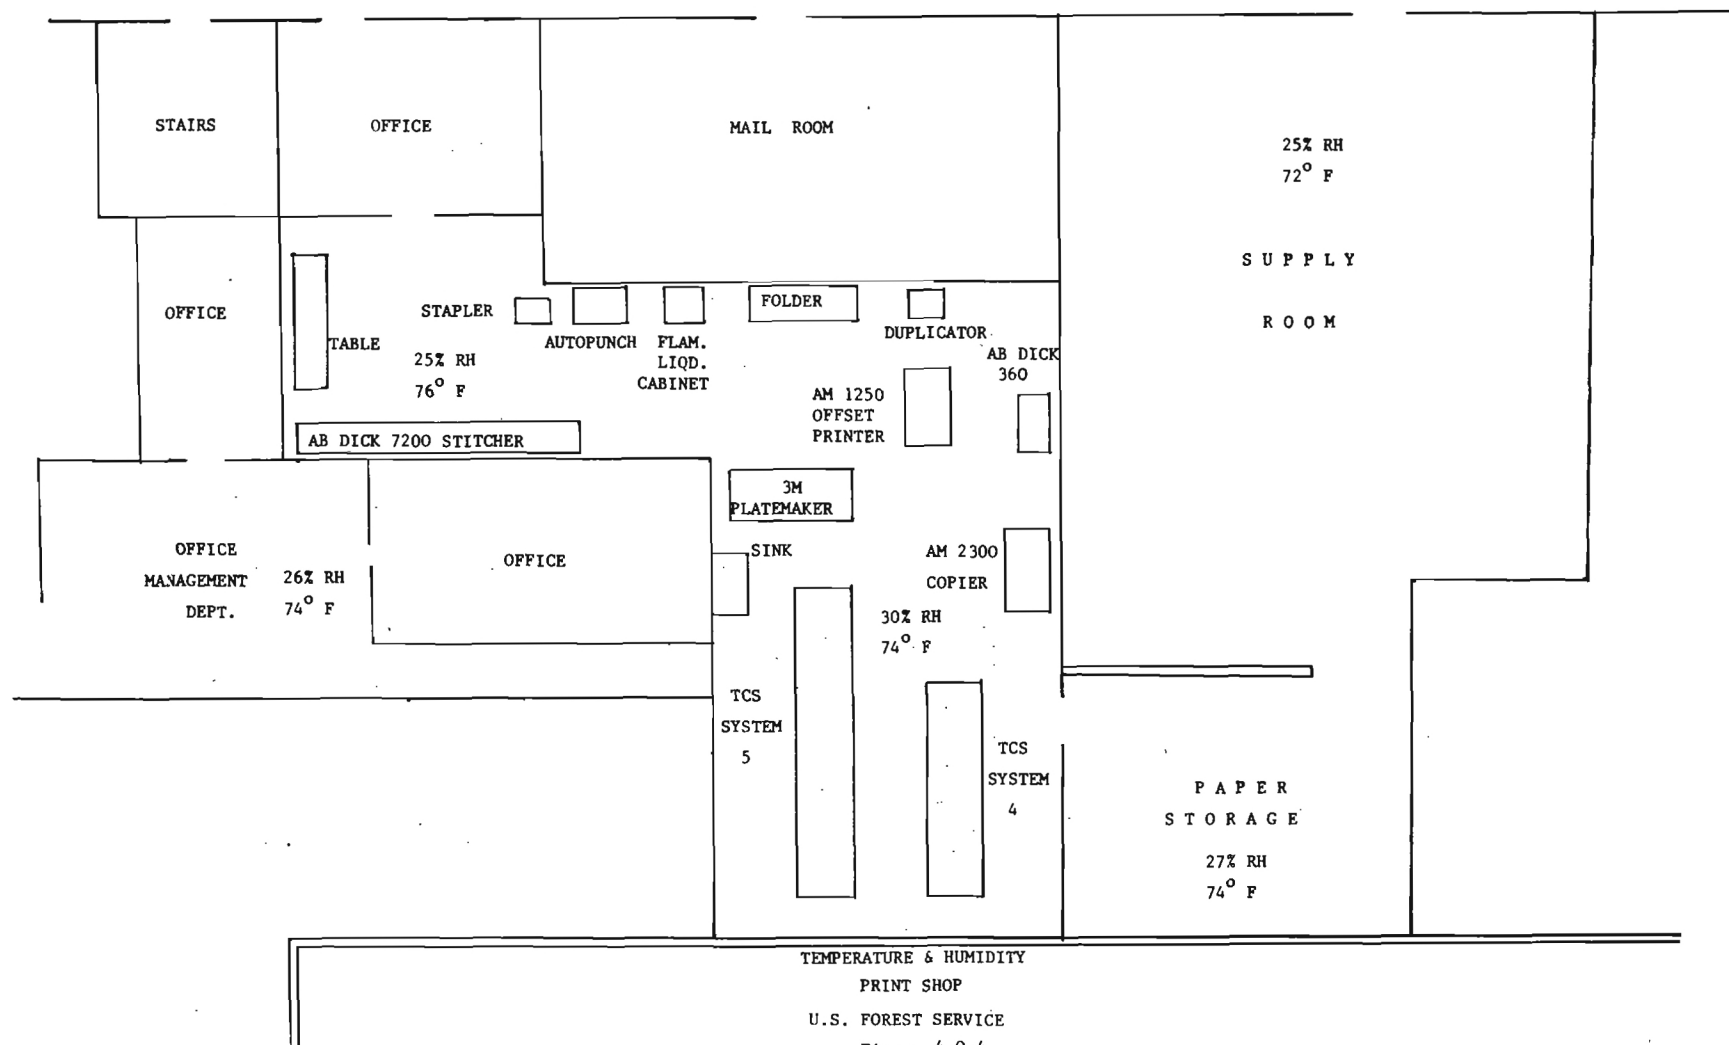 STAIRS
OFFICE
MAIL ROOM
25% RH
72° F
SUPPLY
ROOM
OFFICE
TABLE
STAPLER
25% RH
76° F
AUTOPUNCH
FLAM.
LIQD.
CABINET
FOLDER
DUPLICATOR
AB DICK
360
AM 1250
OFFSET
PRINTER
AB DICK 7200 STITCHER
3M
PLATEMAKER
SINK
OFFICE
MANAGEMENT
DEPT.
26% RH
74° F
OFFICE
AM 2300
COPIER
30% RH
74° F
TCS
SYSTEM
5
TCS
SYSTEM
4
PAPER
STORAGE
27% RH
74° F
TEMPERATURE & HUMIDITY
PRINT SHOP
U.S. FOREST SERVICE